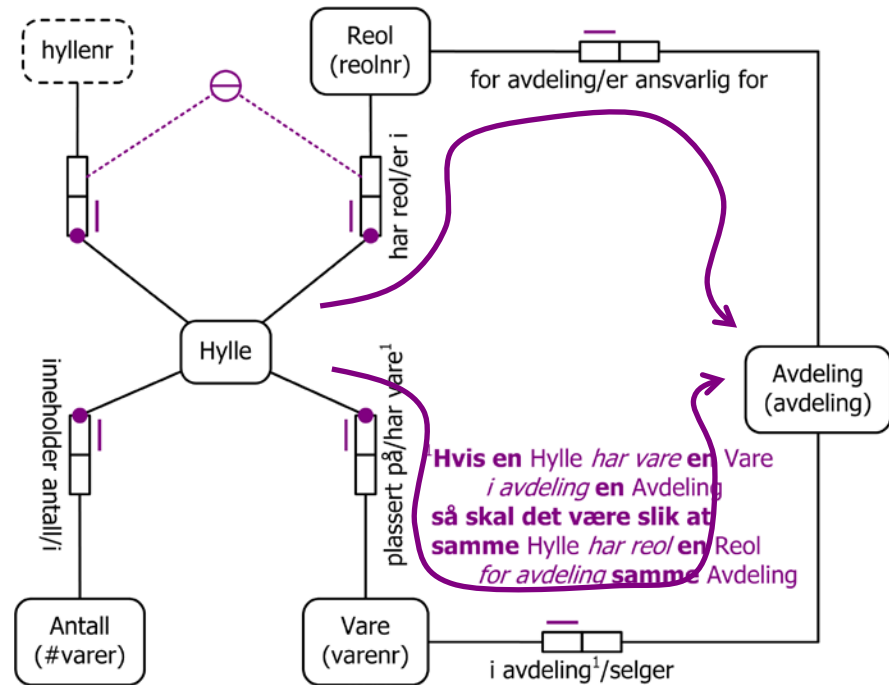 hyllenr
Reol
(reolnr)
for avdeling/er ansvarlig for
har reol/er i
Hylle
Avdeling
(avdeling)
inneholder antall/i
plassert på/har vare¹
¹Hvis en Hylle har vare en Vare
i avdeling en Avdeling
så skal det være slik at
samme Hylle har reol en Reol
for avdeling samme Avdeling
Antall
(#varer)
Vare
(varenr)
i avdeling¹/selger